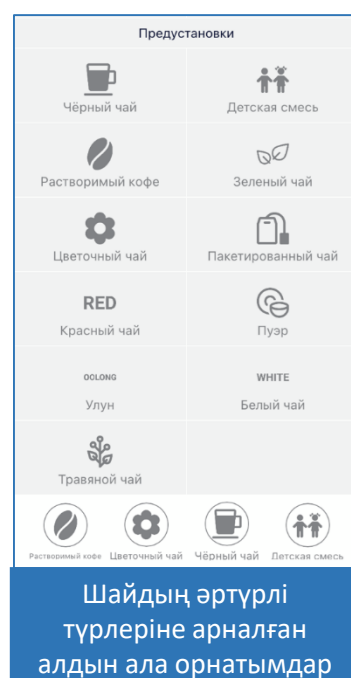 Предустановки
Чёрный чай
Детская смесь
Растворимый кофе
Зеленый чай
Цветочный чай
Пакетированный чай
RED
Красный чай
Пуэр
OOLONG
Улун
WHITE
Белый чай
Травяной чай
Растворимый кофе
Цветочный чай
Чёрный чай
Детская смесь
Шайдың әртүрлі
түрлеріне арналған
алдын ала орнатымдар